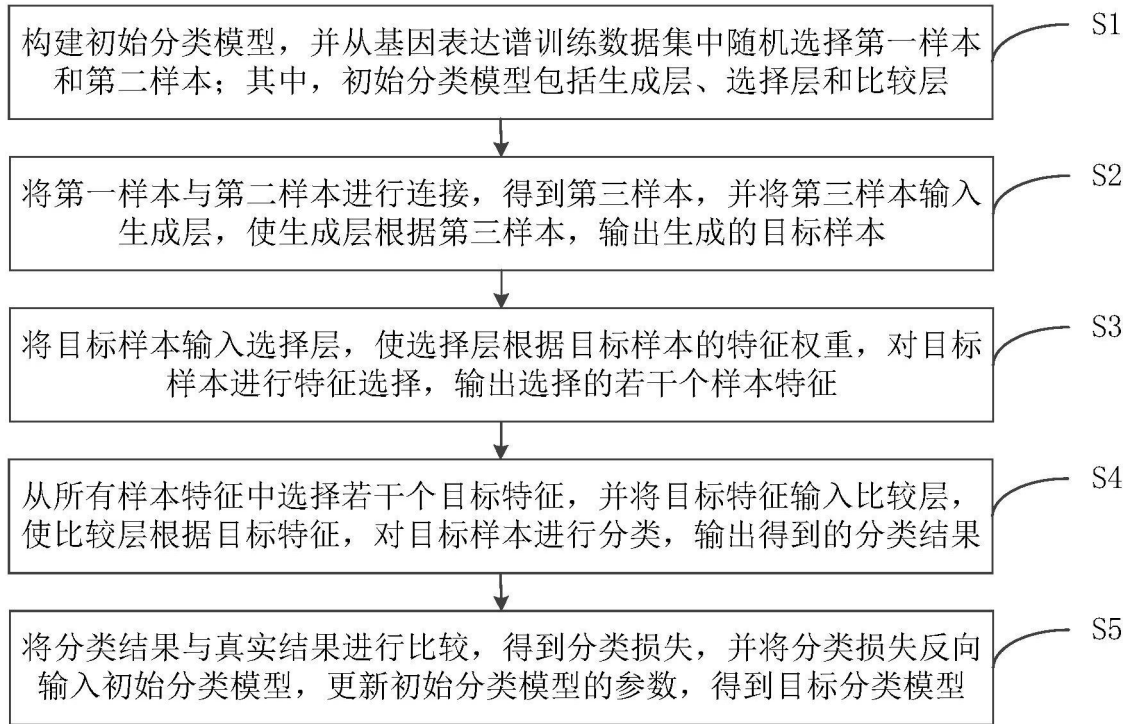 构建初始分类模型，并从基因表达谱训练数据集中随机选择第一样本
和第二样本；其中，初始分类模型包括生成层、选择层和比较层
S1
将第一样本与第二样本进行连接，得到第三样本，并将第三样本输入
生成层，使生成层根据第三样本，输出生成的目标样本
S2
将目标样本输入选择层，使选择层根据目标样本的特征权重，对目标
样本进行特征选择，输出选择的若干个样本特征
S3
从所有样本特征中选择若干个目标特征，并将目标特征输入比较层，
使比较层根据目标特征，对目标样本进行分类，输出得到的分类结果
S4
将分类结果与真实结果进行比较，得到分类损失，并将分类损失反向
输入初始分类模型，更新初始分类模型的参数，得到目标分类模型
S5